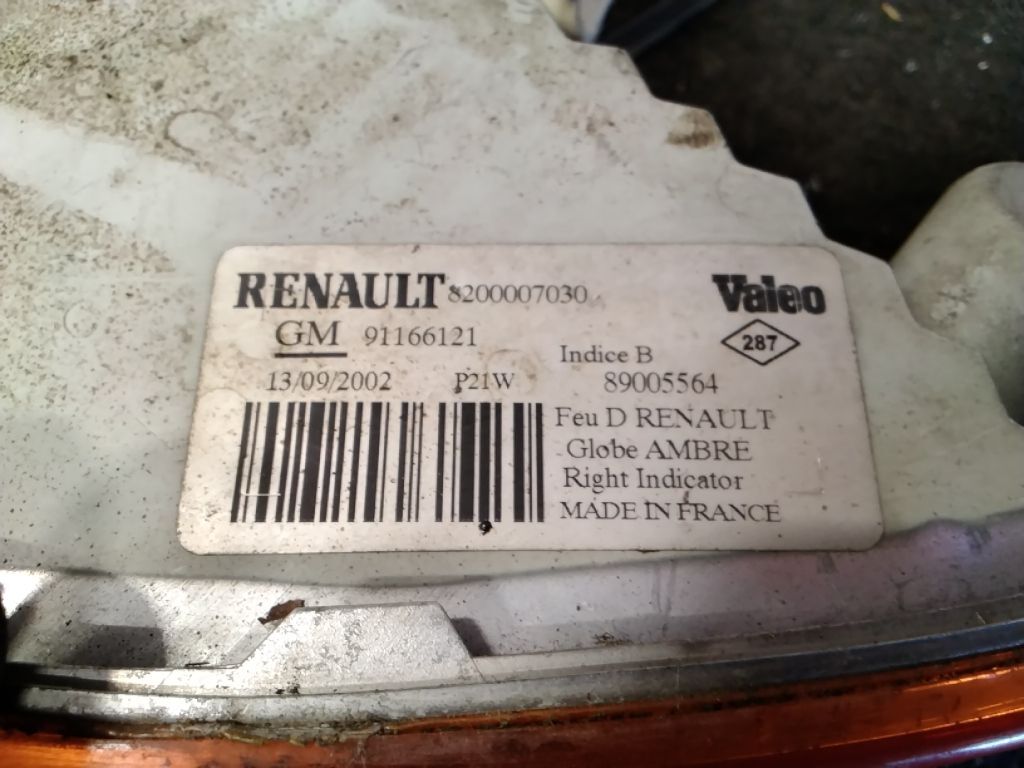 RENAULT 8200007030 Valeo
GM 91166121 287
Indice B
13/09/2002 P21W 89005564
Feu D RENAULT
Globe AMBRE
Right Indicator
MADE IN FRANCE